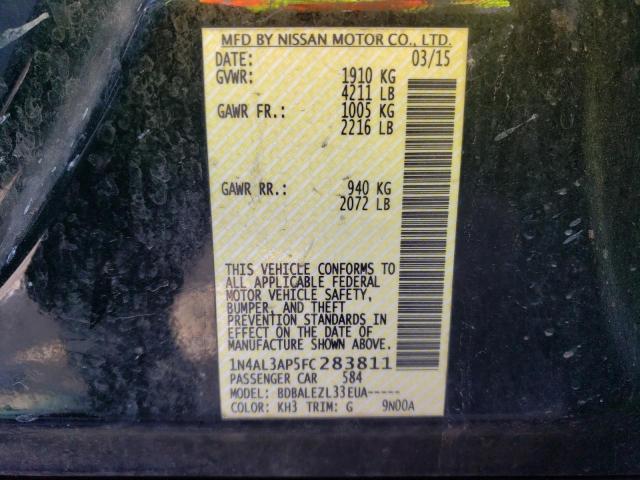 MFD BY NISSAN MOTOR CO., LTD.
DATE: 03/15
GVWR: 1910 KG
4211 LB
GAWR FR.: 1005 KG
2216 LB
GAWR RR.: 940 KG
2072 LB
THIS VEHICLE CONFORMS TO
ALL APPLICABLE FEDERAL
MOTOR VEHICLE SAFETY,
BUMPER, AND THEFT
PREVENTION STANDARDS IN
EFFECT ON THE DATE OF
MANUFACTURE SHOWN ABOVE.
1N4AL3AP5FC283811
PASSENGER CAR 584
MODEL: BDBALEZL33EUA-----
COLOR: KH3 TRIM: G 9N00A